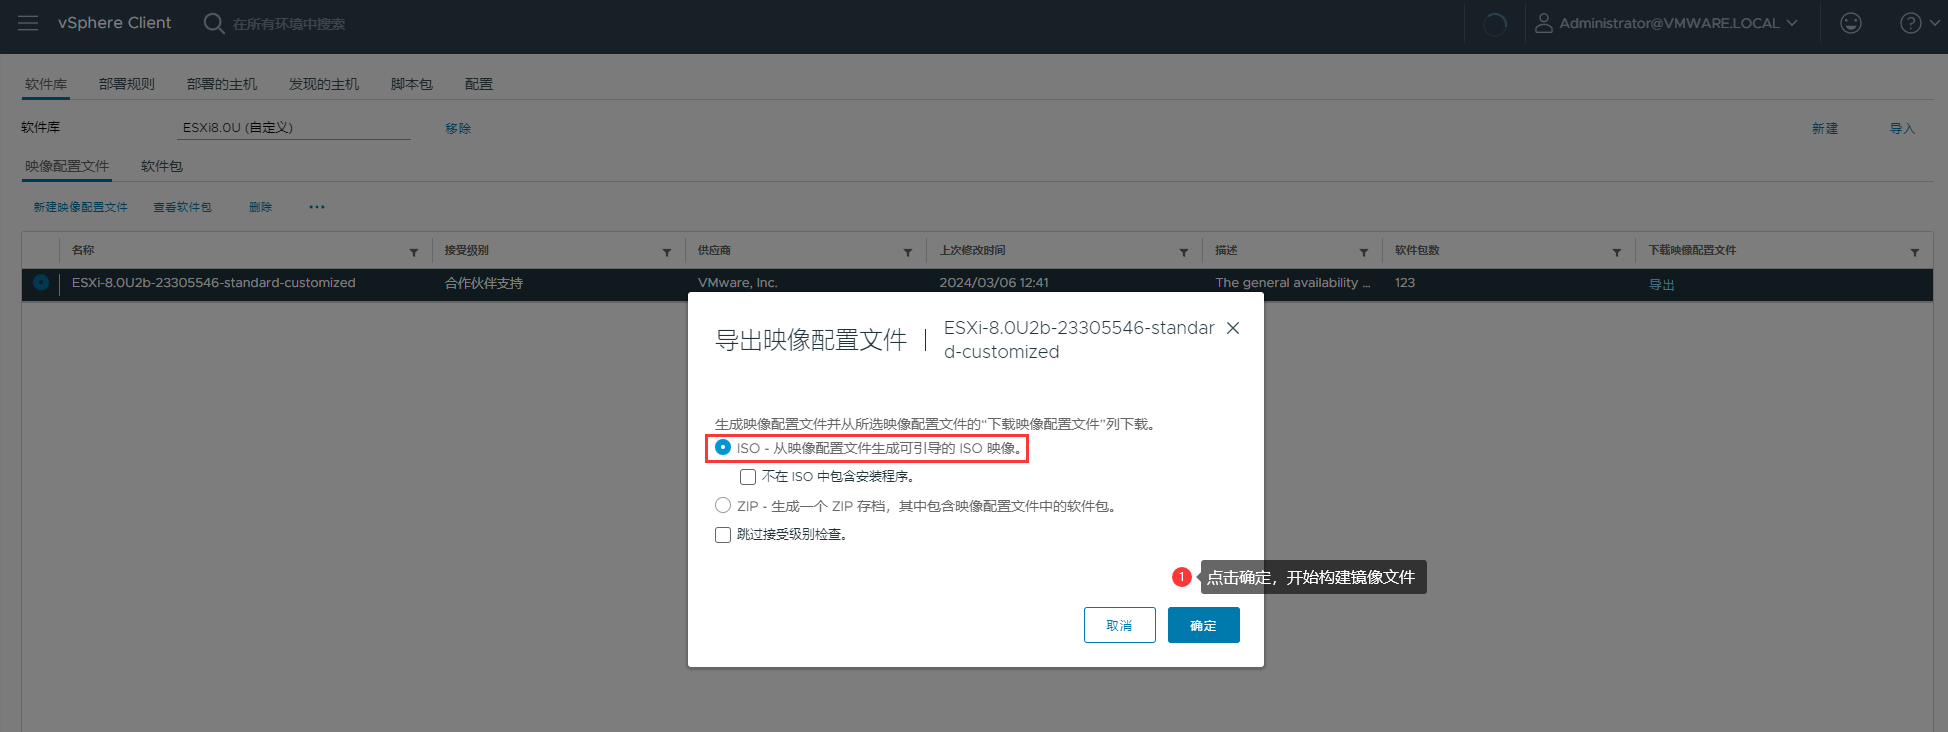 vSphere Client
在所有环境中搜索
Administrator@VMWARE.LOCAL
软件库 部署规则 部署的主机 发现的主机 脚本包 配置
软件库 ESXi8.0U (自定义) 移除 新建 导入
映像配置文件 软件包
新建映像配置文件 查看软件包 删除 ···
名称 接受级别 供应商 上次修改时间 描述 软件包数 下载映像配置文件
ESXi-8.0U2b-23305546-standard-customized 合作伙伴支持 VMware, Inc. 2024/03/06 12:41 The general availability ... 123 导出
导出映像配置文件 | ESXi-8.0U2b-23305546-standar
d-customized
生成映像配置文件并从所选映像配置文件的“下载映像配置文件”列下载。
ISO - 从映像配置文件生成可引导的 ISO 映像。
不在 ISO 中包含安装程序。
ZIP - 生成一个 ZIP 存档，其中包含映像配置文件中的软件包。
跳过接受级别检查。
1 点击确定，开始构建镜像文件
取消 确定